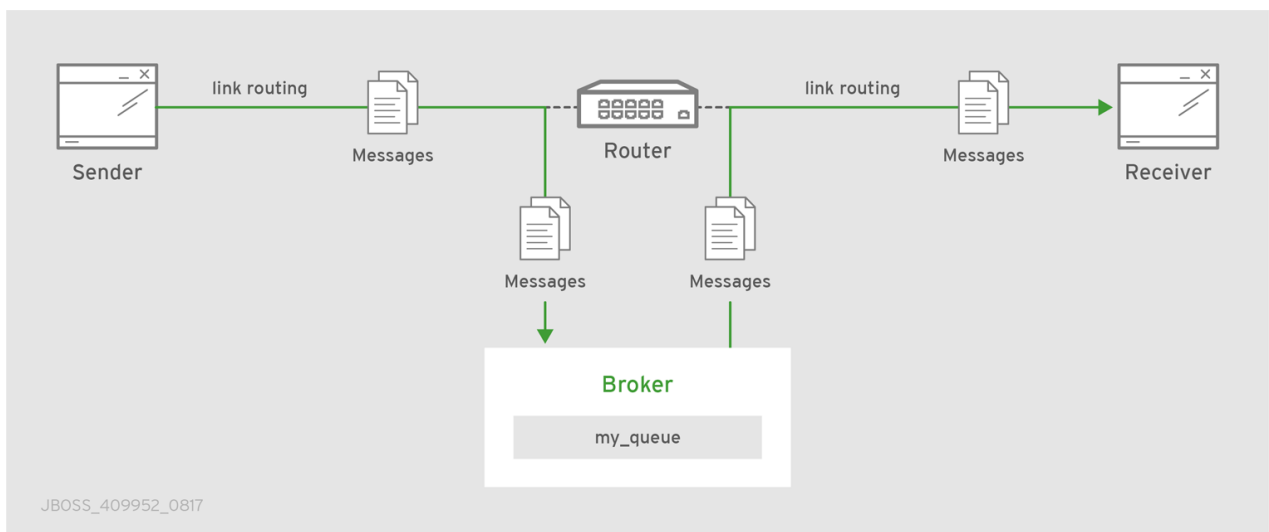 link routing
link routing
Messages
Router
Messages
Sender
Receiver
Messages
Messages
Broker
my_queue
JBOSS_409952_0817